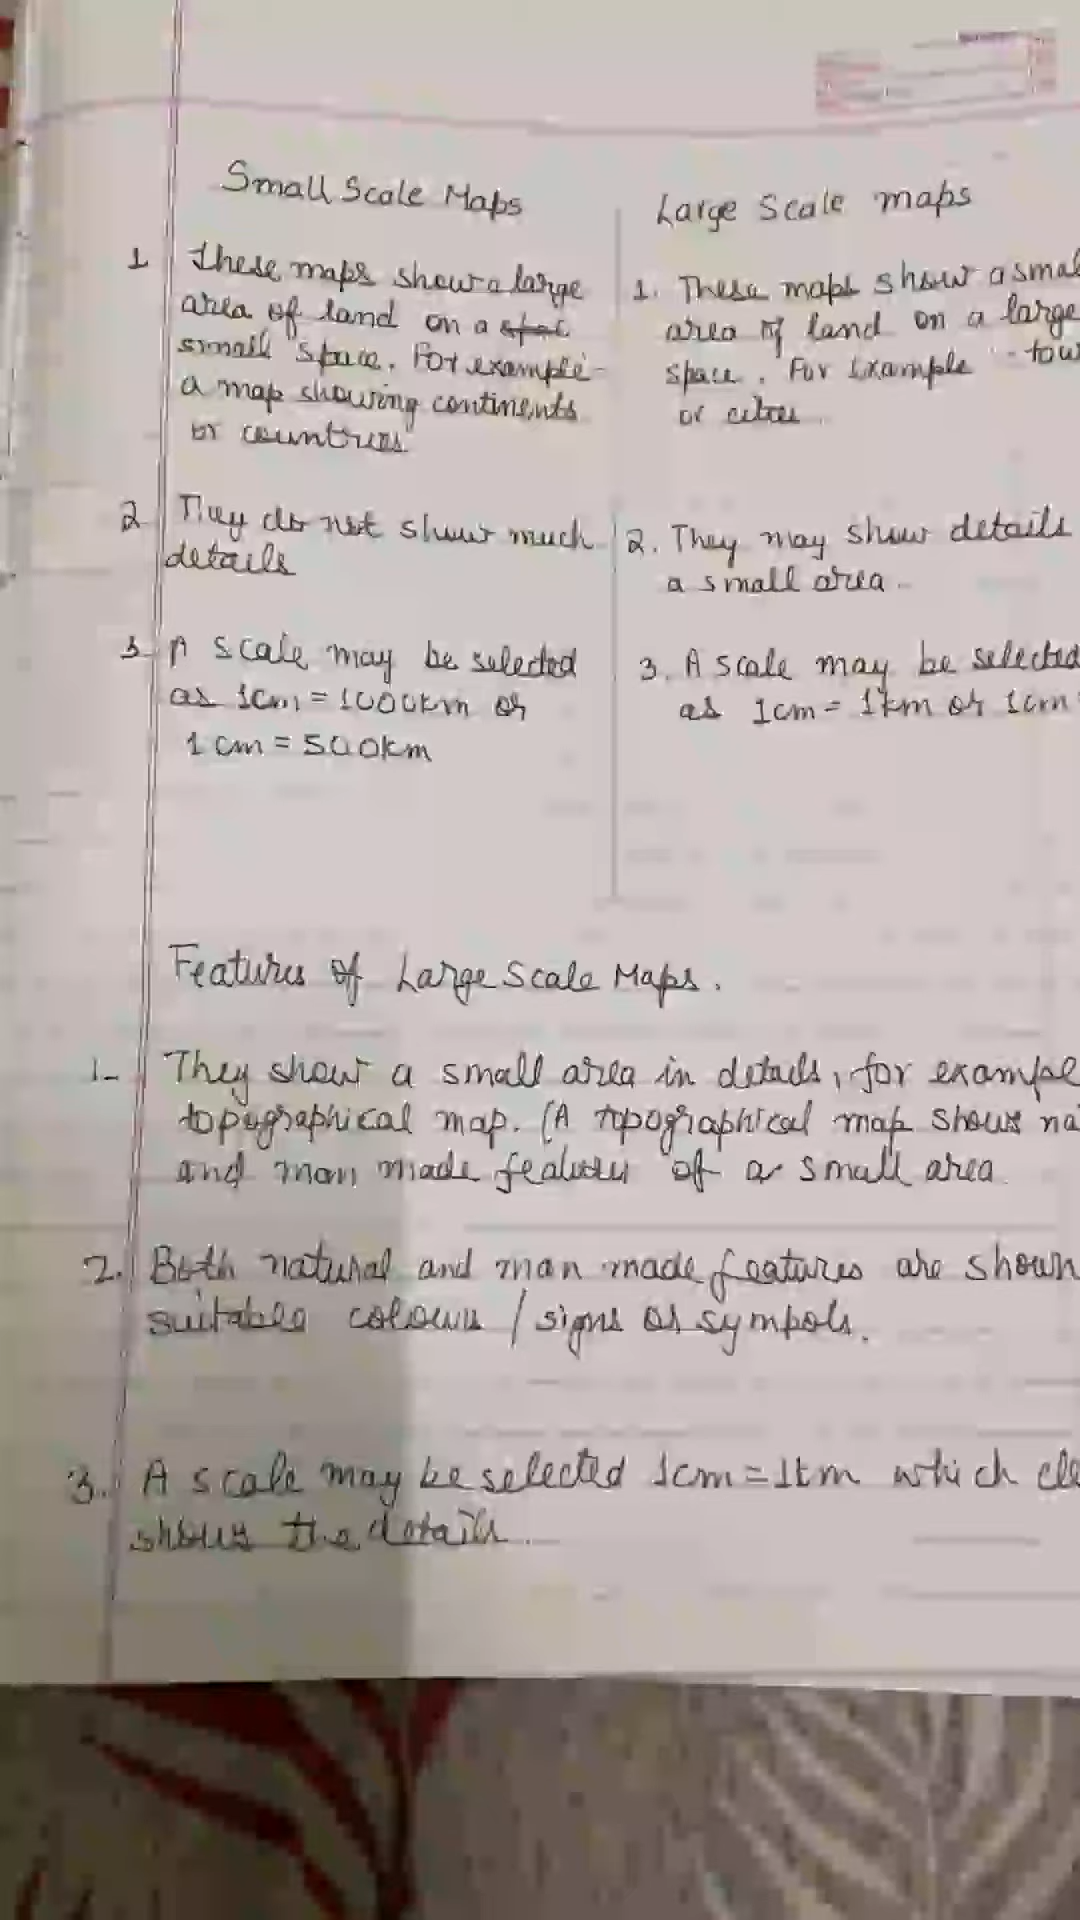 Small Scale Maps
1 These maps show a large
area of land on a
small space. For example -
a map showing continents
or countries
2 They do not show much
details
3 A scale may be selected
as 1cm = 1000km or
1 cm = 500km
Large Scale maps
1. These maps show a smal
area of land on a large
space. For Example - tow
or cities
2. They may show details
a small area.
3. A scale may be selected
as 1cm = 1km or 1cm
Features of Large Scale Maps.
1- They show a small area in details, for example
topographical map. (A topographical map shows na
and man made features of a small area
2. Both natural and man made features are shown
suitable colours / signs or symbols.
3. A scale may be selected 1cm = 1km which cle
shows the details.